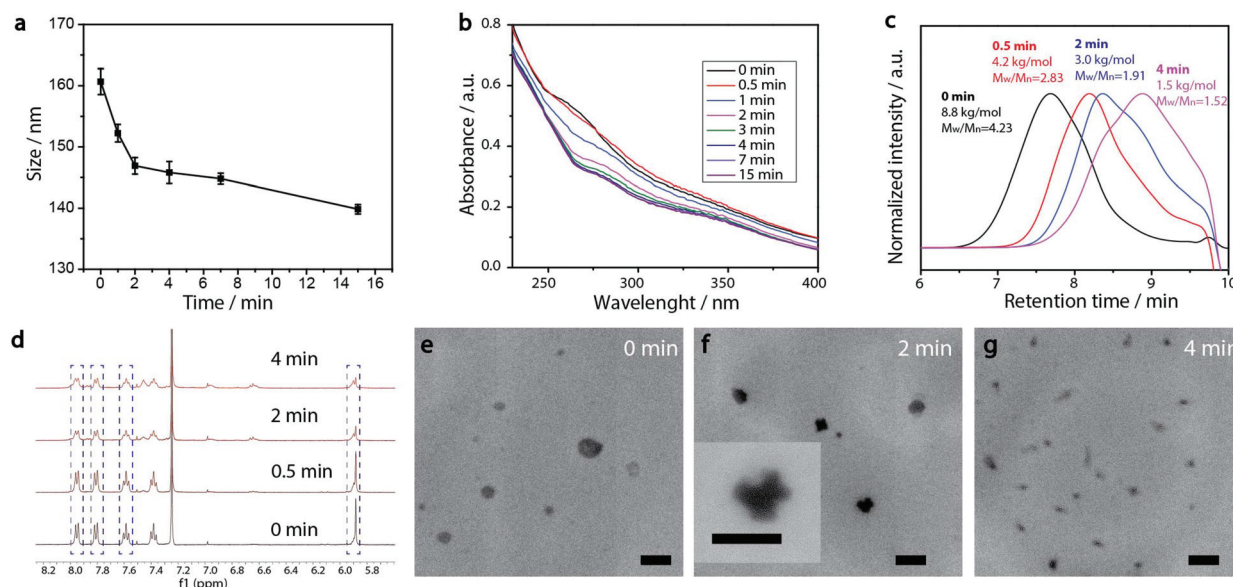 a
170
160
150
140
130
Size / nm
0 2 4 6 8 10 12 14 16
Time / min
b
0.8
0.6
0.4
0.2
0.0
Absorbance / a.u.
0 min
0.5 min
1 min
2 min
3 min
4 min
7 min
15 min
250 300 350 400
Wavelenght / nm
c
Normalized intensity / a.u.
0 min
8.8 kg/mol
Mw/Mn=4.23
0.5 min
4.2 kg/mol
Mw/Mn=2.83
2 min
3.0 kg/mol
Mw/Mn=1.91
4 min
1.5 kg/mol
Mw/Mn=1.52
6 7 8 9 10
Retention time / min
d
4 min
2 min
0.5 min
0 min
8.2 8.0 7.8 7.6 7.4 7.2 7.0 6.8 6.6 6.4 6.2 6.0 5.8
f1 (ppm)
e
0 min
f
2 min
g
4 min